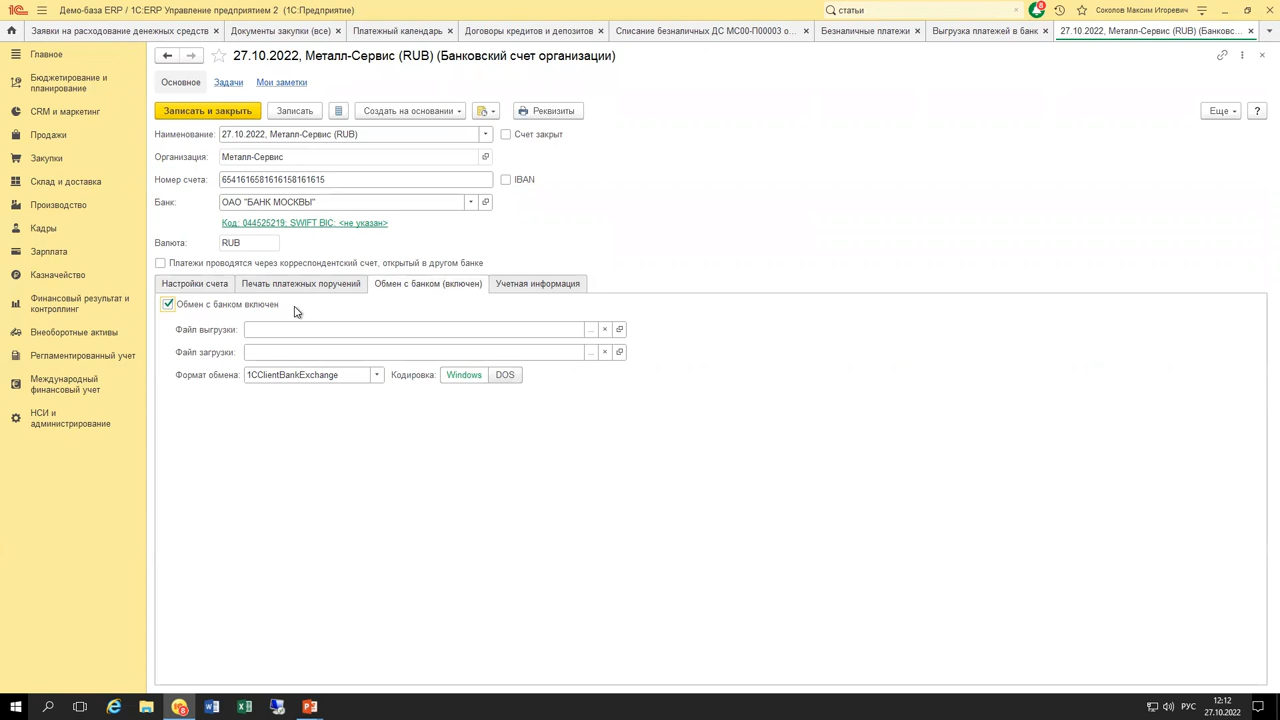 Демо-база ERP / 1С:ERP Управление предприятием 2 (1С:Предприятие)
статьи
8
Соколов Максим Игоревич
Заявки на расходование денежных средств
Документы закупки (все)
Платежный календарь
Договоры кредитов и депозитов
Списание безналичных ДС МС00-П00003 о...
Безналичные платежи
Выгрузка платежей в банк
27.10.2022, Металл-Сервис (RUB) (Банковс...
Главное
Бюджетирование и
планирование
CRM и маркетинг
Продажи
Закупки
Склад и доставка
Производство
Кадры
Зарплата
Казначейство
Финансовый результат и
контроллинг
Внеоборотные активы
Регламентированный учет
Международный
финансовый учет
НСИ и
администрирование
27.10.2022, Металл-Сервис (RUB) (Банковский счет организации)
Основное
Задачи
Мои заметки
Записать и закрыть
Записать
Создать на основании
Реквизиты
Еще
?
Наименование:
27.10.2022, Металл-Сервис (RUB)
Счет закрыт
Организация:
Металл-Сервис
Номер счета:
6541616581616158161615
IBAN
Банк:
ОАО "БАНК МОСКВЫ"
Код: 044525219; SWIFT BIC: <не указан>
Валюта:
RUB
Платежи проводятся через корреспондентский счет, открытый в другом банке
Настройки счета
Печать платежных поручений
Обмен с банком (включен)
Учетная информация
Обмен с банком включен
Файл выгрузки:
...
Файл загрузки:
...
Формат обмена:
1CClientBankExchange
Кодировка:
Windows
DOS
РУС
12:12
27.10.2022